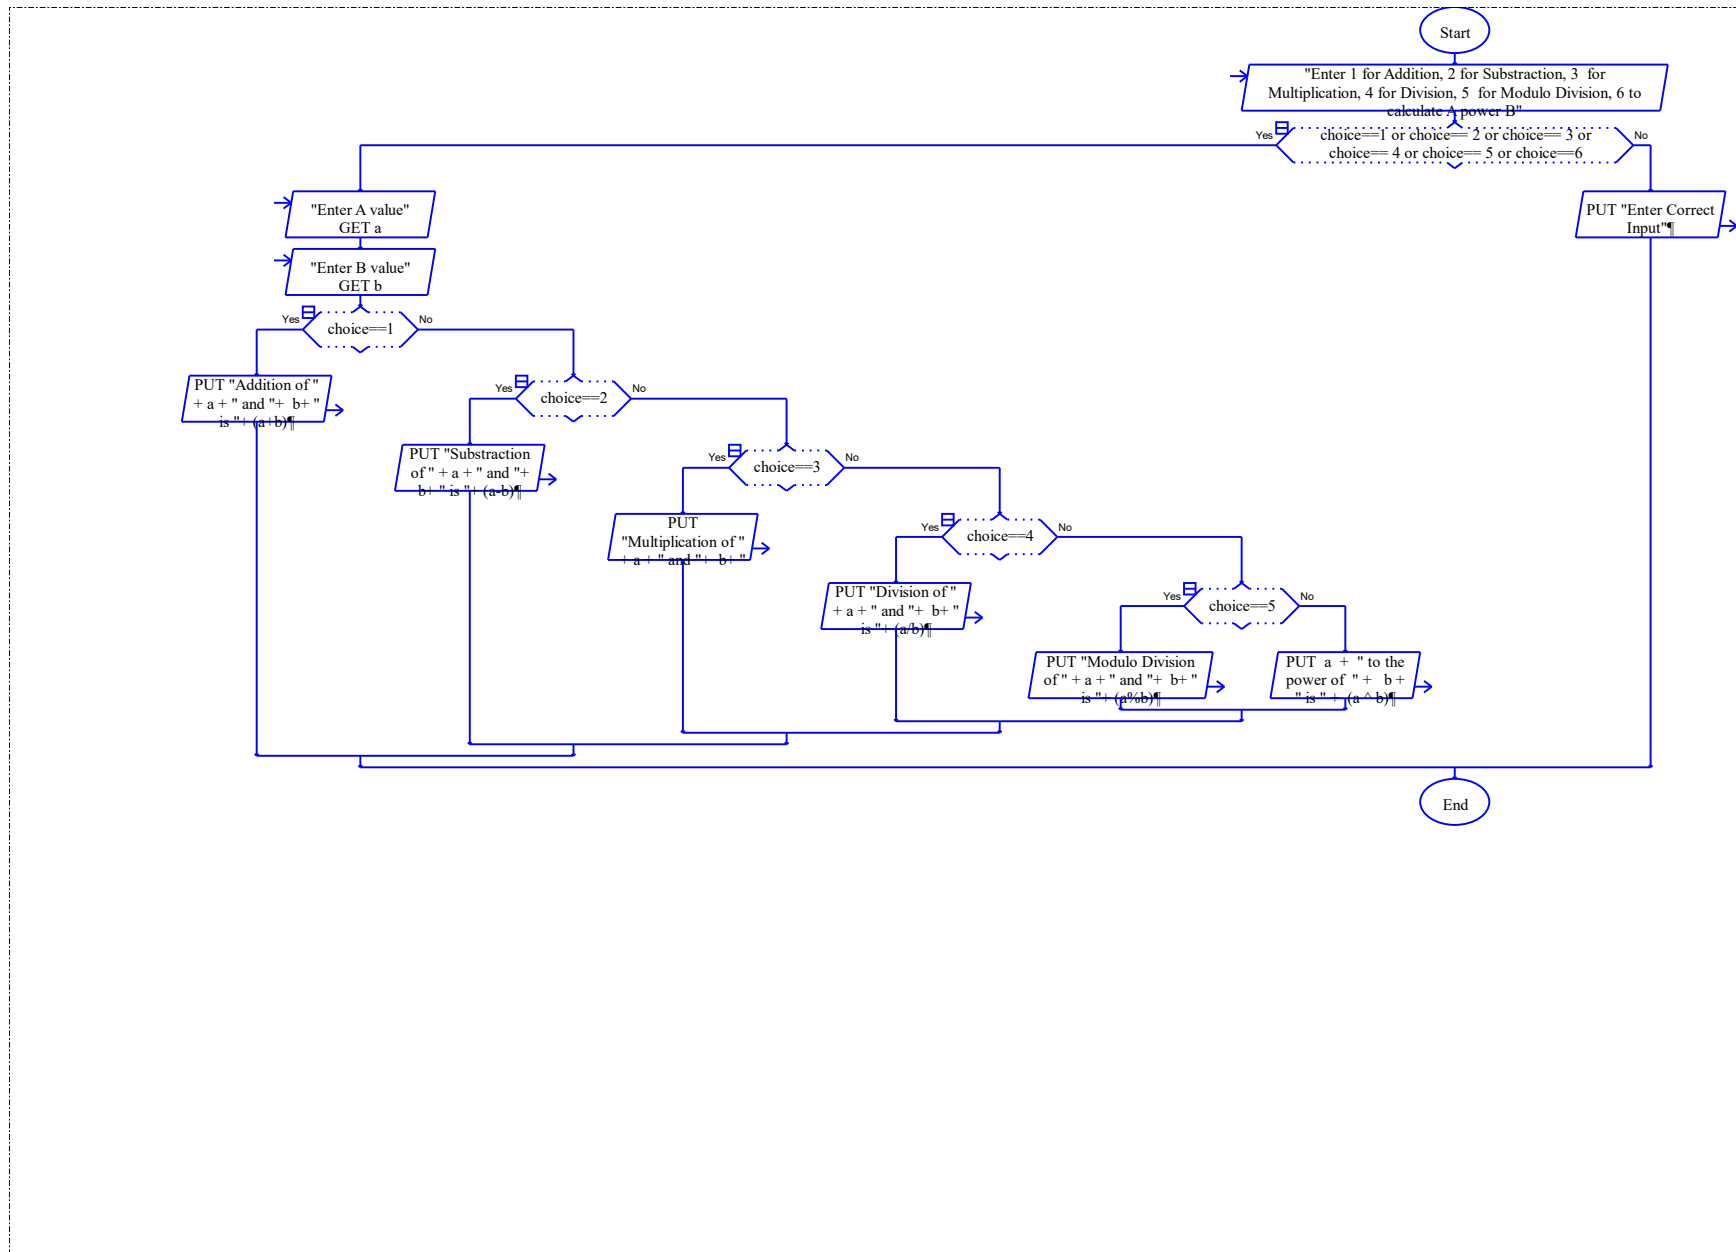 Start
"Enter 1 for Addition, 2 for Substraction, 3  for
Multiplication, 4 for Division, 5  for Modulo Division, 6 to
calculate A power B"
Yes
choice==1 or choice== 2 or choice== 3 or
choice== 4 or choice== 5 or choice==6
No
"Enter A value"
GET a
PUT "Enter Correct
Input"¶
"Enter B value"
GET b
Yes
choice==1
No
PUT "Addition of "
+ a + " and "+  b+ "
is "+ (a+b)¶
Yes
choice==2
No
PUT "Substraction
of " + a + " and "+
b+ " is "+ (a-b)¶
Yes
choice==3
No
PUT
"Multiplication of "
+ a + " and "+  b+ "
Yes
choice==4
No
PUT "Division of "
+ a + " and "+  b+ "
is "+ (a/b)¶
Yes
choice==5
No
PUT "Modulo Division
of " + a + " and "+  b+ "
is "+ (a%b)¶
PUT  a  +  " to the
power of  " +   b +
" is " +  (a ^ b)¶
End